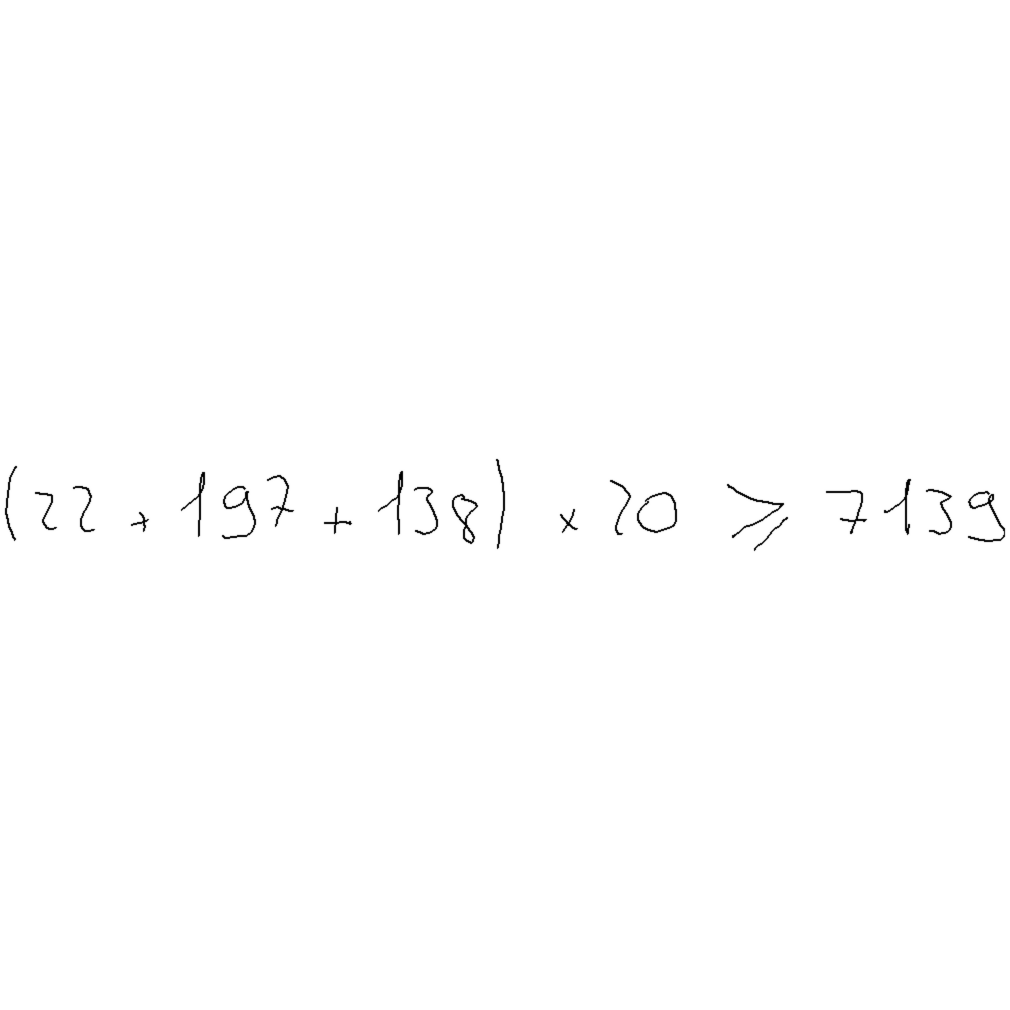 (22 + 197 + 138) × 20 ⩾ 7139